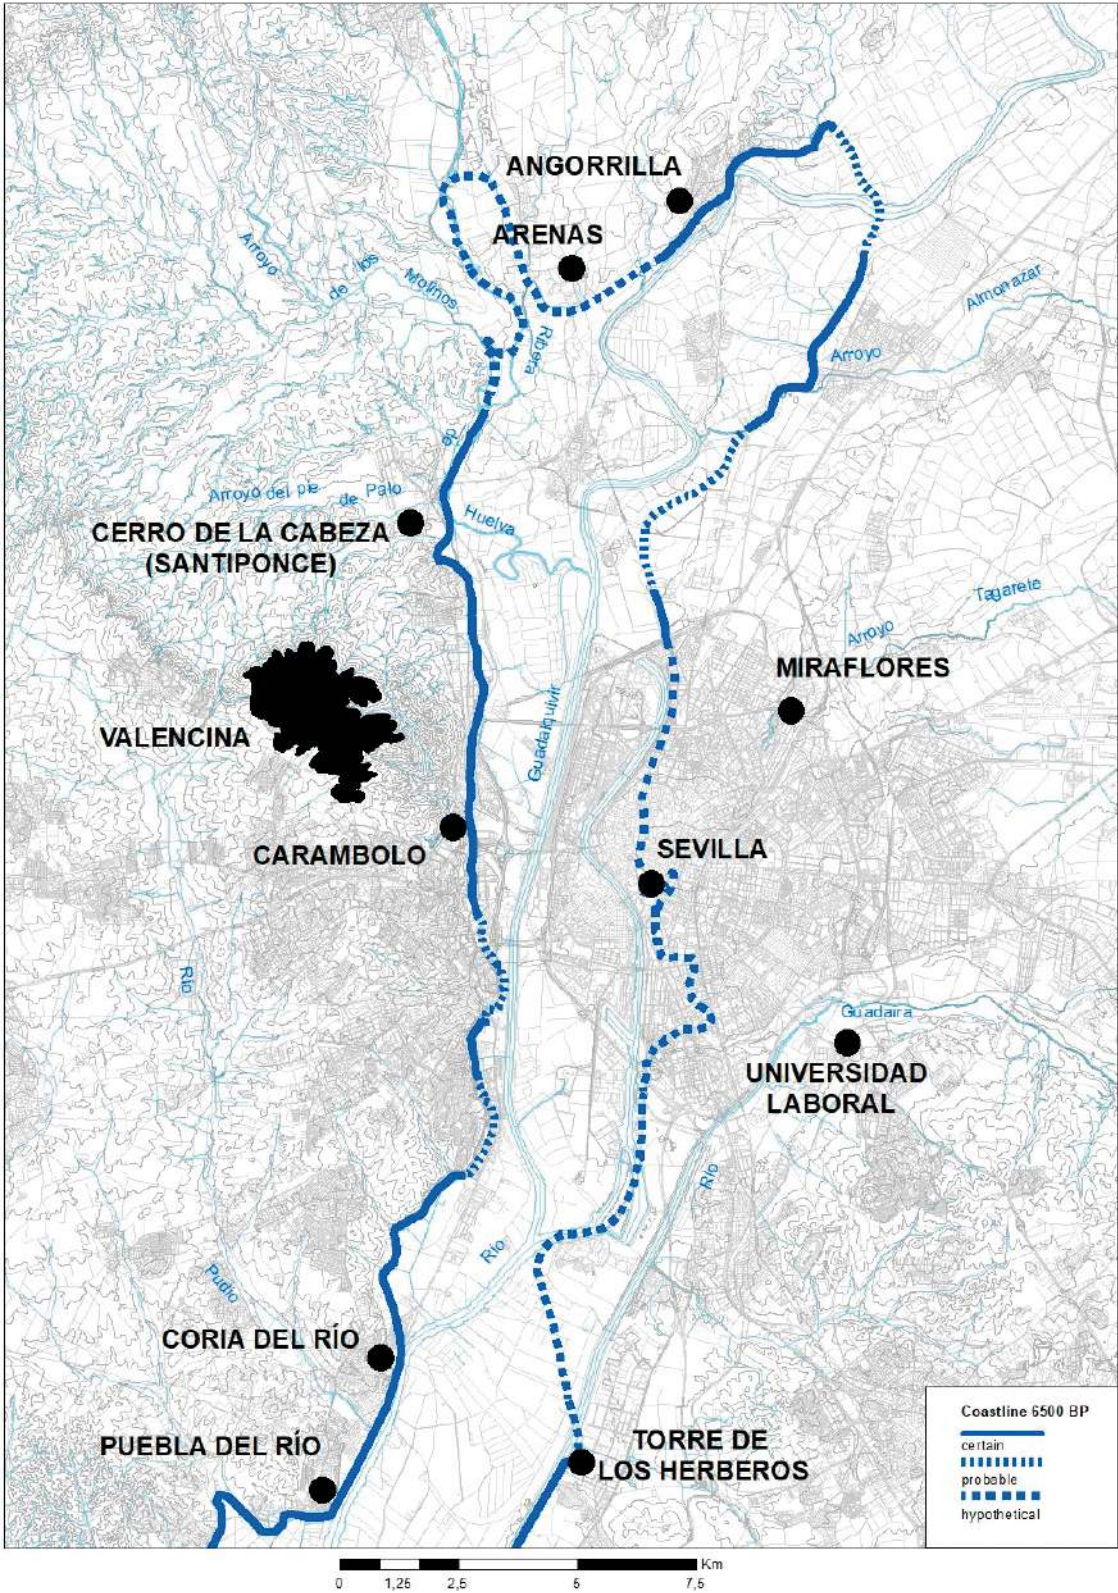 ANGORRILLA
ARENAS
Arroyo
de los
Molinos
Ribera
de
Huelva
Almonazar
Arroyo
Arroyo del pie
de Palo
CERRO DE LA CABEZA
(SANTIPONCE)
Tagarete
Arroyo
MIRAFLORES
VALENCINA
Guadalquivir
CARAMBOLO
SEVILLA
Río
Guadaira
UNIVERSIDAD
LABORAL
Río
Río
Pudio
CORIA DEL RÍO
PUEBLA DEL RÍO
TORRE DE
LOS HERBEROS
Coastline 6500 BP
certain
probable
hypothetical
Km
0 1,25 2,5 5 7,5